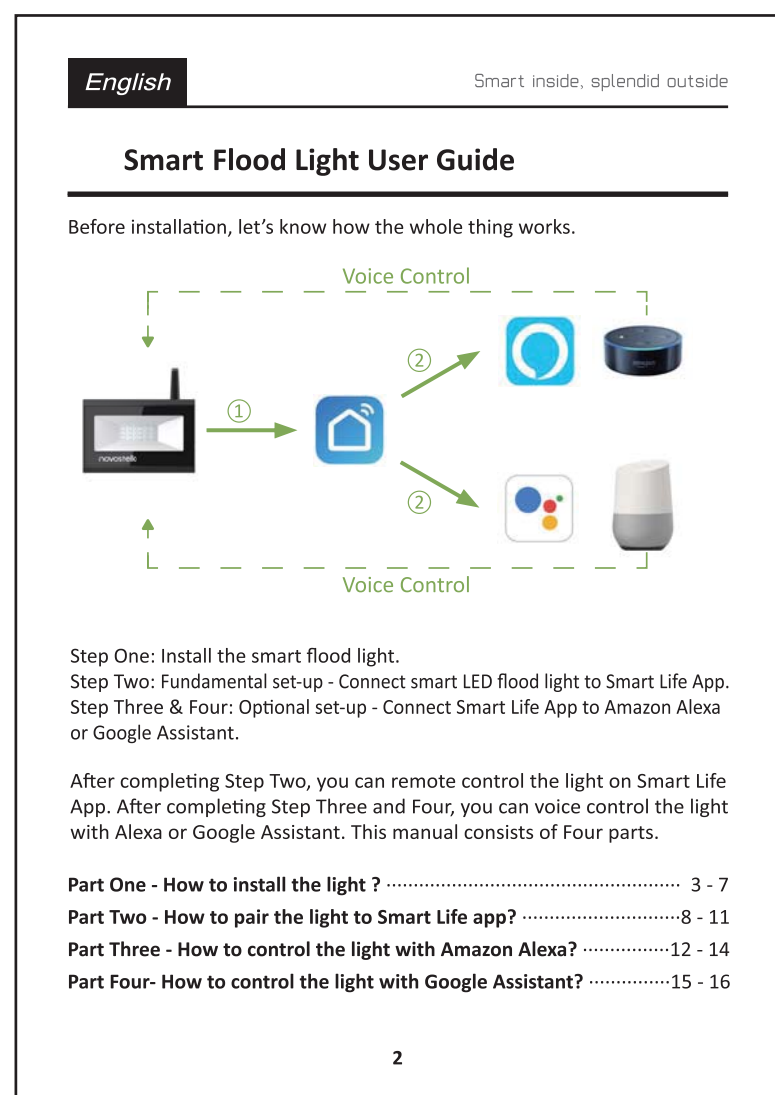 English
Smart inside, splendid outside
Smart Flood Light User Guide
Before installation, let's know how the whole thing works.
Voice Control
②
①
novostella
②
Voice Control
Step One: Install the smart flood light.
Step Two: Fundamental set-up - Connect smart LED flood light to Smart Life App.
Step Three & Four: Optional set-up - Connect Smart Life App to Amazon Alexa
or Google Assistant.
After completing Step Two, you can remote control the light on Smart Life
App. After completing Step Three and Four, you can voice control the light
with Alexa or Google Assistant. This manual consists of Four parts.
Part One - How to install the light ? ······················································ 3 - 7
Part Two - How to pair the light to Smart Life app? ·····························8 - 11
Part Three - How to control the light with Amazon Alexa? ················12 - 14
Part Four- How to control the light with Google Assistant? ···············15 - 16
2